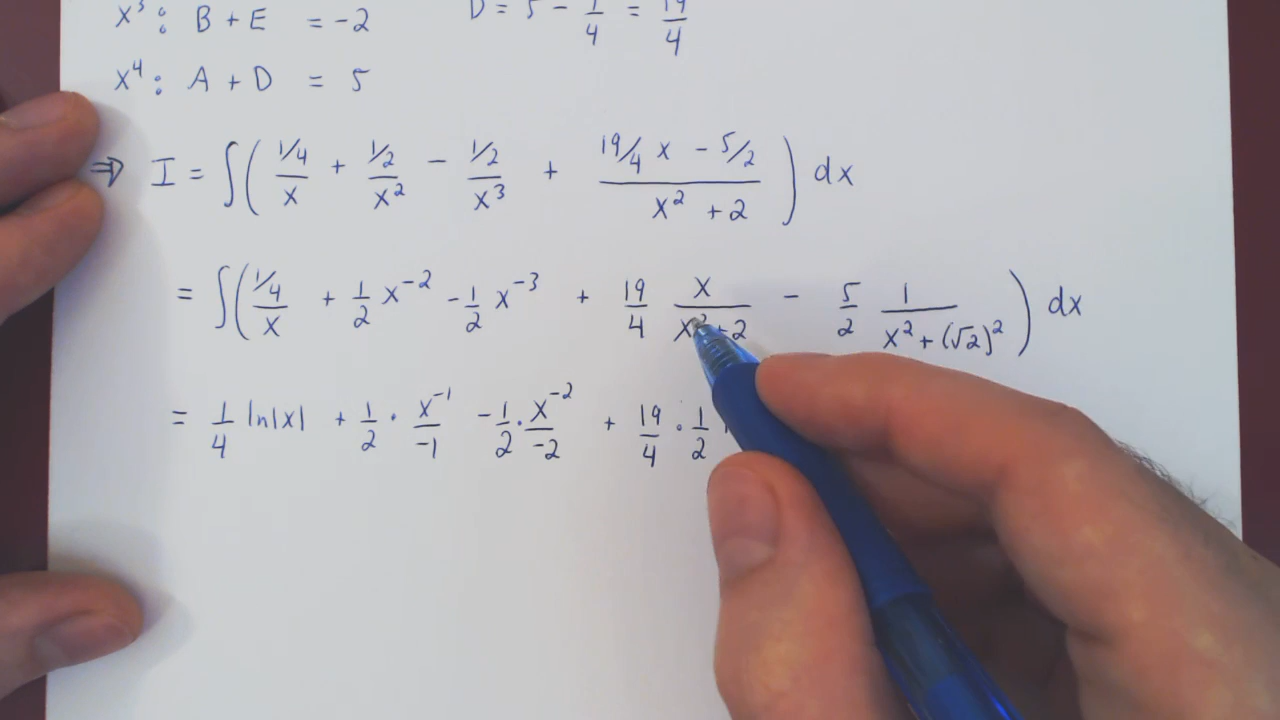 x³: B + E = -2 D = 5 - 1/4 = 19/4
x⁴: A + D = 5
⇒ I = ∫( (1/4)/x + (1/2)/x² - (1/2)/x³ + (19/4 x - 5/2)/(x² + 2) ) dx
= ∫( (1/4)/x + 1/2 x⁻² - 1/2 x⁻³ + 19/4 x/(x² + 2) - 5/2 1/(x² + (√2)²) ) dx
= 1/4 ln|x| + 1/2 · x⁻¹/-1 - 1/2 · x⁻²/-2 + 19/4 · 1/2